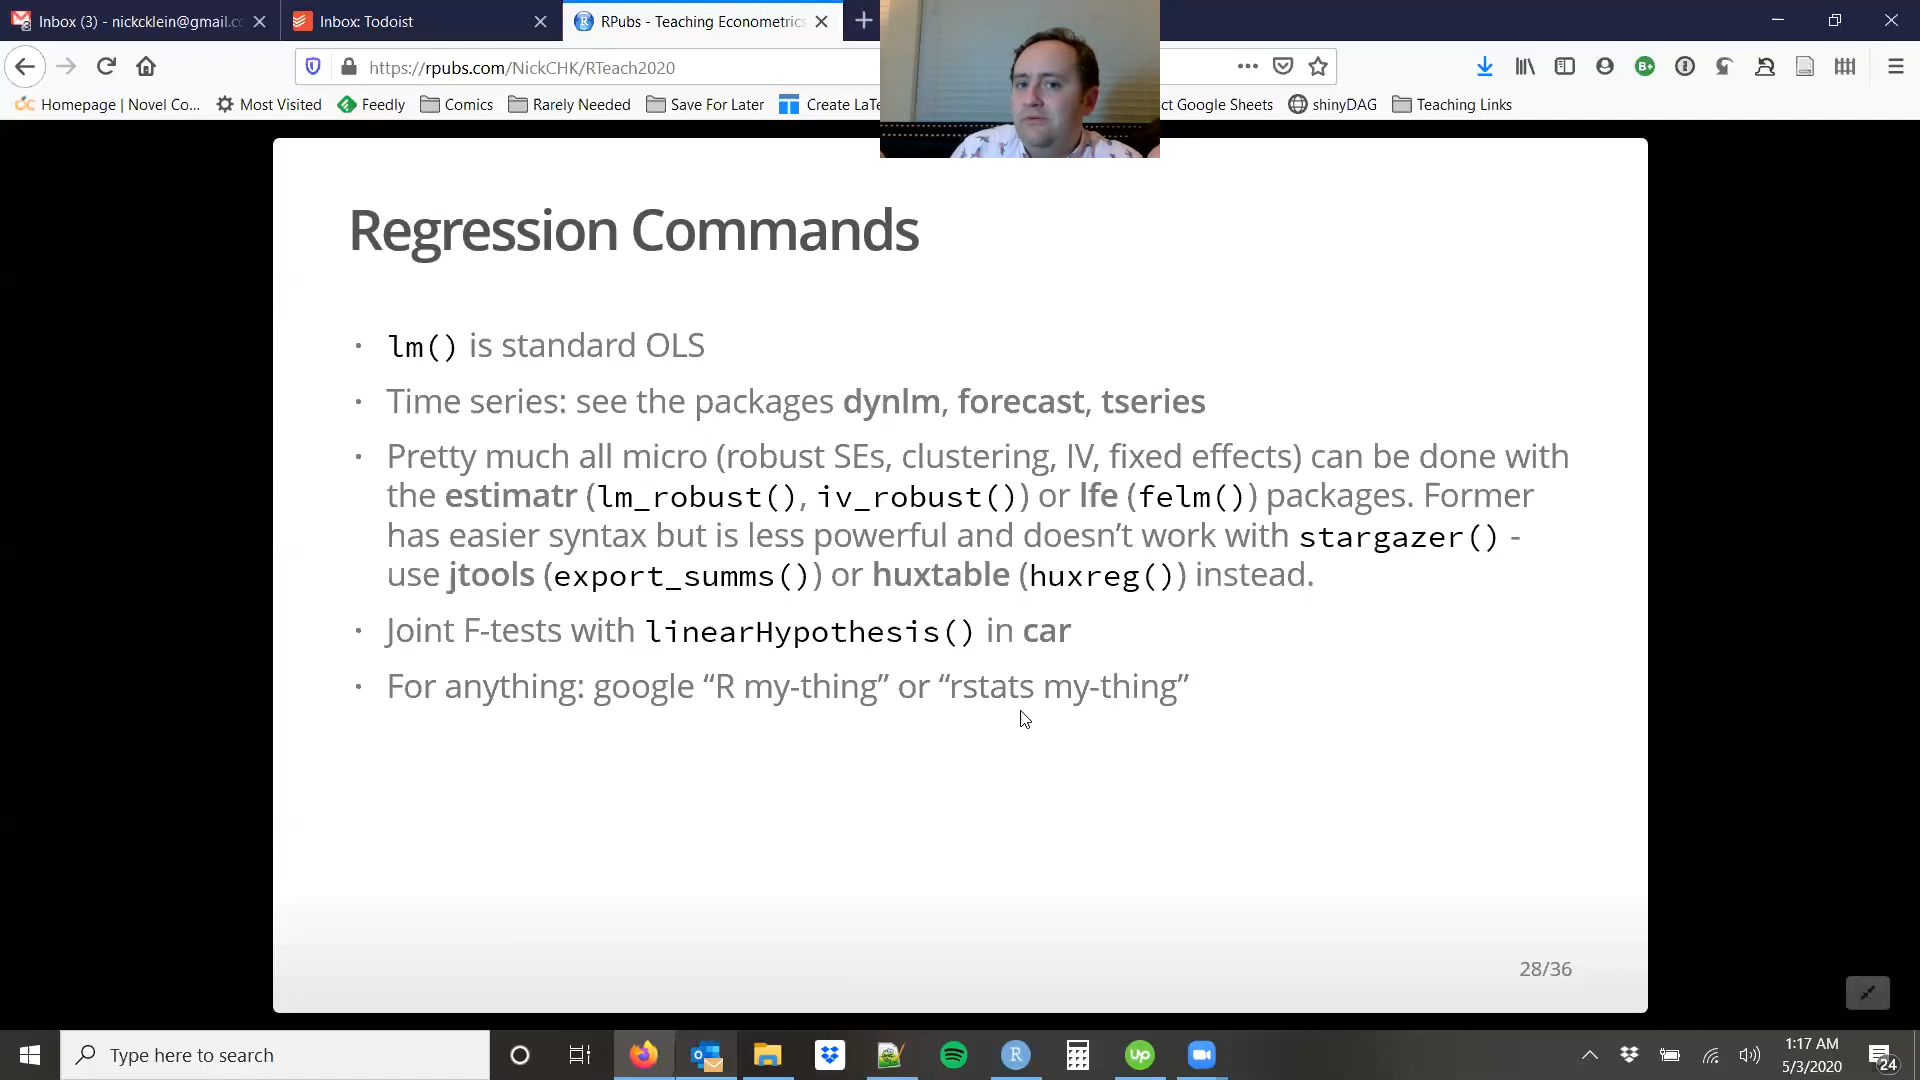 Inbox (3) - nickcklein@gmail.cc
Inbox: Todoist
RPubs - Teaching Econometrics
https://rpubs.com/NickCHK/RTeach2020
Homepage | Novel Co...
Most Visited
Feedly
Comics
Rarely Needed
Save For Later
Create LaTe
ct Google Sheets
shinyDAG
Teaching Links
Regression Commands
• lm() is standard OLS
• Time series: see the packages dynlm, forecast, tseries
• Pretty much all micro (robust SEs, clustering, IV, fixed effects) can be done with
the estimatr (lm_robust(), iv_robust()) or lfe (felm()) packages. Former
has easier syntax but is less powerful and doesn't work with stargazer() -
use jtools (export_summs()) or huxtable (huxreg()) instead.
• Joint F-tests with linearHypothesis() in car
• For anything: google “R my-thing” or “rstats my-thing”
28/36
Type here to search
1:17 AM
5/3/2020
24